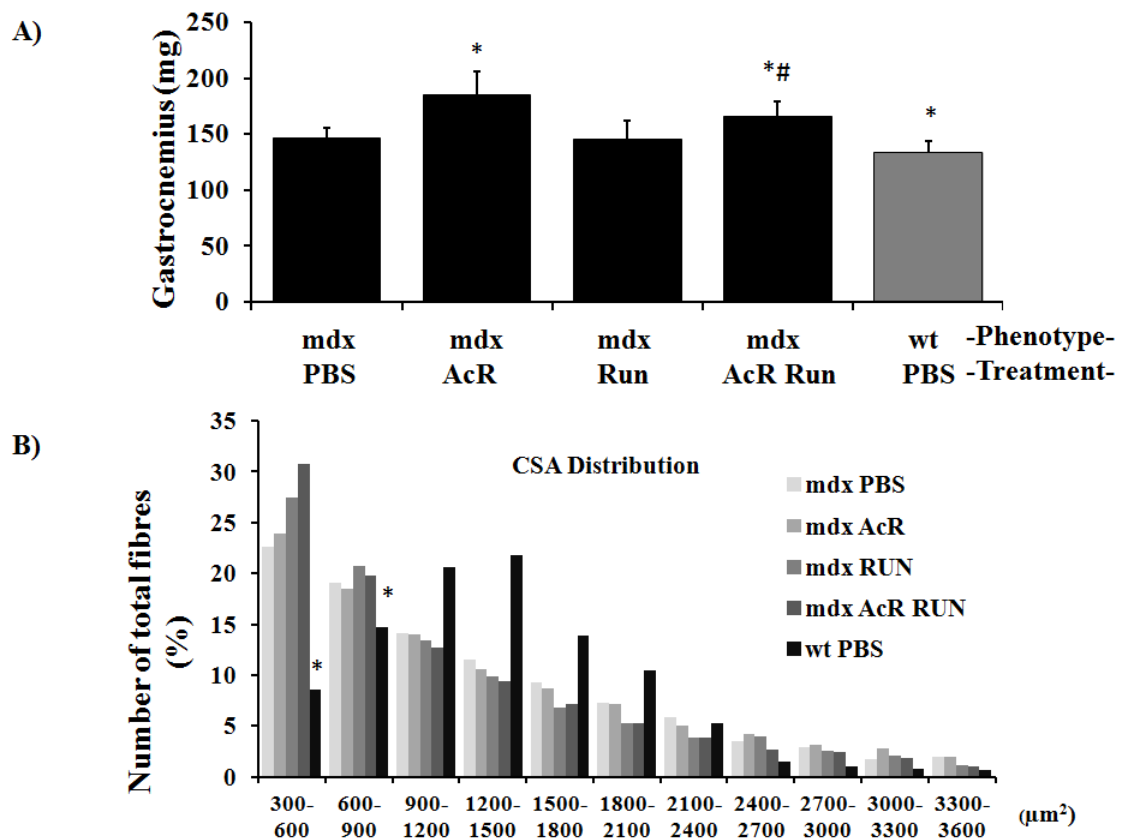 A)
Gastrocnemius (mg)
250
200
150
100
50
0
*
*#
*
mdx mdx mdx mdx wt -Phenotype-
PBS AcR Run AcR Run PBS -Treatment-
B)
CSA Distribution
Number of total fibres
(%)
35
30
25
20
15
10
5
0
*
*
mdx PBS
mdx AcR
mdx RUN
mdx AcR RUN
wt PBS
300- 600- 900- 1200- 1500- 1800- 2100- 2400- 2700- 3000- 3300- (µm²)
600 900 1200 1500 1800 2100 2400 2700 3000 3300 3600